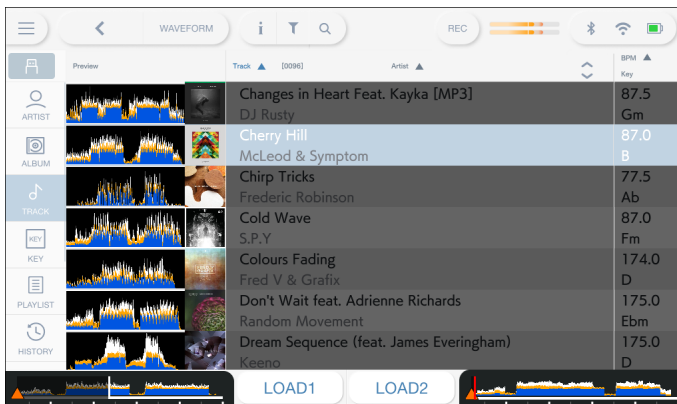 WAVEFORM
i
REC
Preview
Track ▲ [0096] Artist ▲
BPM ▲
Key
ARTIST
ALBUM
TRACK
KEY
KEY
PLAYLIST
HISTORY
Changes in Heart Feat. Kayka [MP3] 87.5
DJ Rusty Gm
Cherry Hill 87.0
McLeod & Symptom B
Chirp Tricks 77.5
Frederic Robinson Ab
Cold Wave 87.0
S.P.Y Fm
Colours Fading 174.0
Fred V & Grafix D
Don't Wait feat. Adrienne Richards 175.0
Random Movement Ebm
Dream Sequence (feat. James Everingham) 175.0
Keeno D
LOAD1 LOAD2